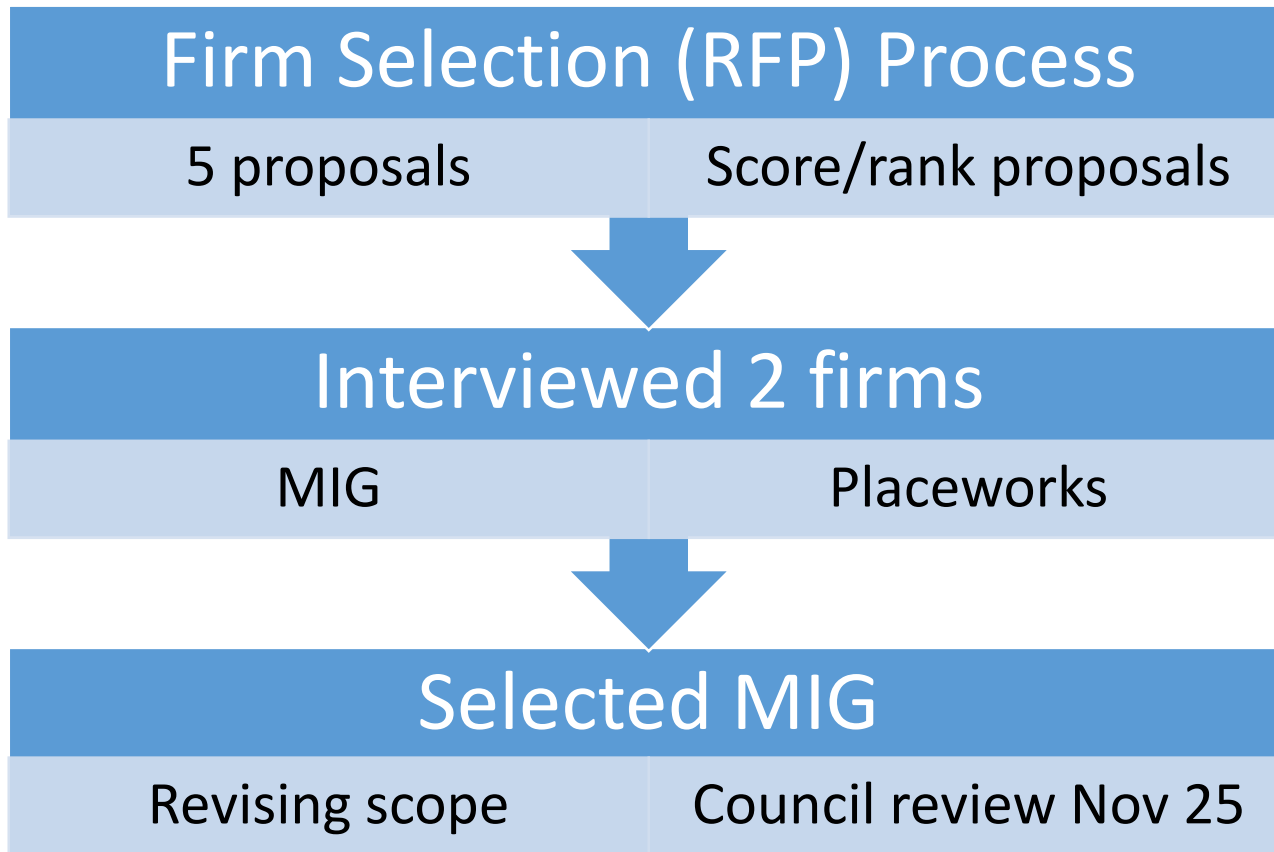 Firm Selection (RFP) Process
5 proposals
Score/rank proposals
Interviewed 2 firms
MIG
Placeworks
Selected MIG
Revising scope
Council review Nov 25